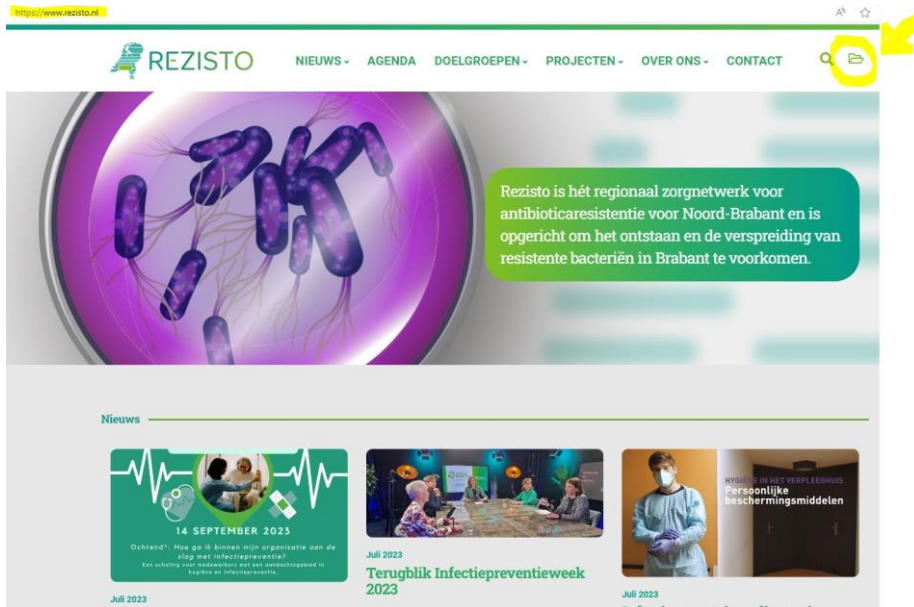 https://www.rezisto.nl
REZISTO
NIEUWS
AGENDA
DOELGROEPEN
PROJECTEN
OVER ONS
CONTACT
Rezisto is hét regionaal zorgnetwerk voor
antibioticaresistentie voor Noord-Brabant en is
opgericht om het ontstaan en de verspreiding van
resistente bacteriën in Brabant te voorkomen.
Nieuws
14 SEPTEMBER 2023
Ochtend*: Hoe ga ik binnen mijn organisatie aan de
slag met infectiepreventie?
Een scholing voor medewerkers met een aandachtsgebied in
hygiëne en infectiepreventie.
Juli 2023
Juli 2023
Terugblik Infectiepreventieweek
2023
HYGIËNE IN HET VERPLEEGHUIS
Persoonlijke
beschermingsmiddelen
Juli 2023